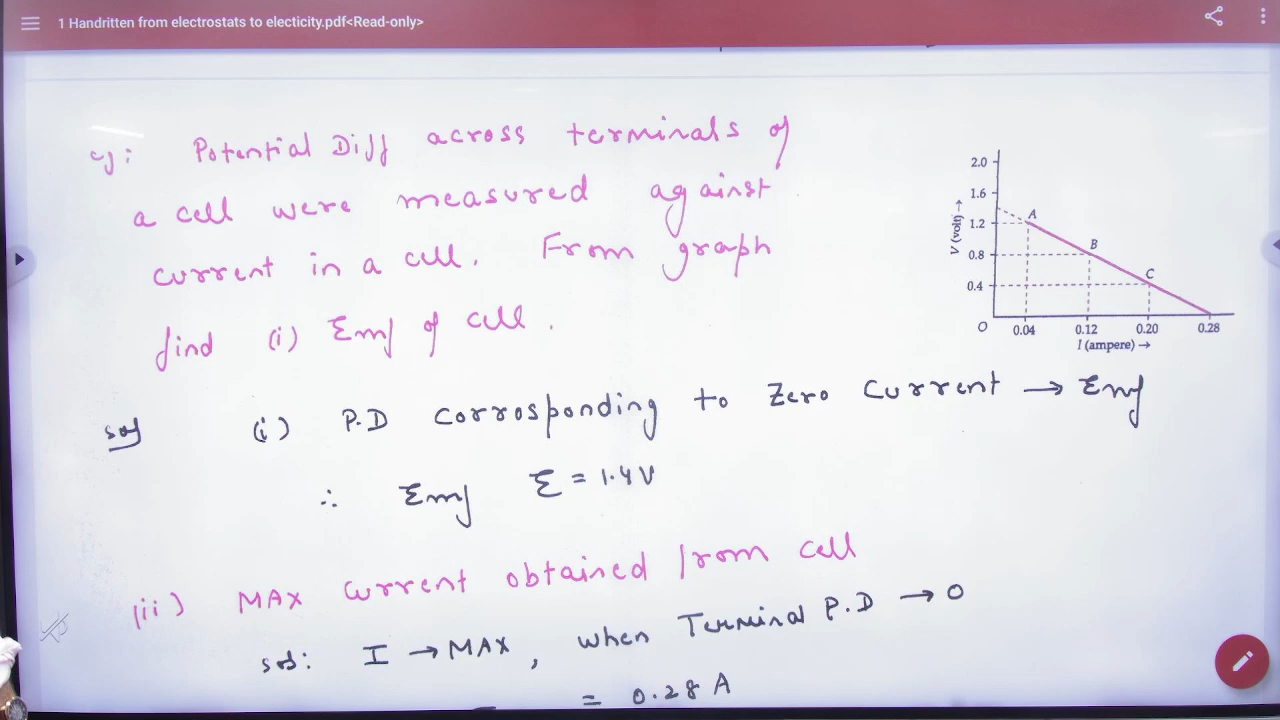 1 Handritten from electrostats to electicity.pdf<Read-only>
eg: Potential Diff across terminals of
a cell were measured against
current in a cell. From graph
find (i) Emf of cell.
2.0
1.6
1.2
0.8
0.4
V (volt) →
A
B
C
O 0.04 0.12 0.20 0.28
I (ampere) →
sol (i) P.D corrosponding to Zero current → Emf
∴ Emf Ɛ = 1.4 V
(ii) MAX current obtained from cell
sol: I → MAX, when Terminal P.D → 0
= 0.28 A